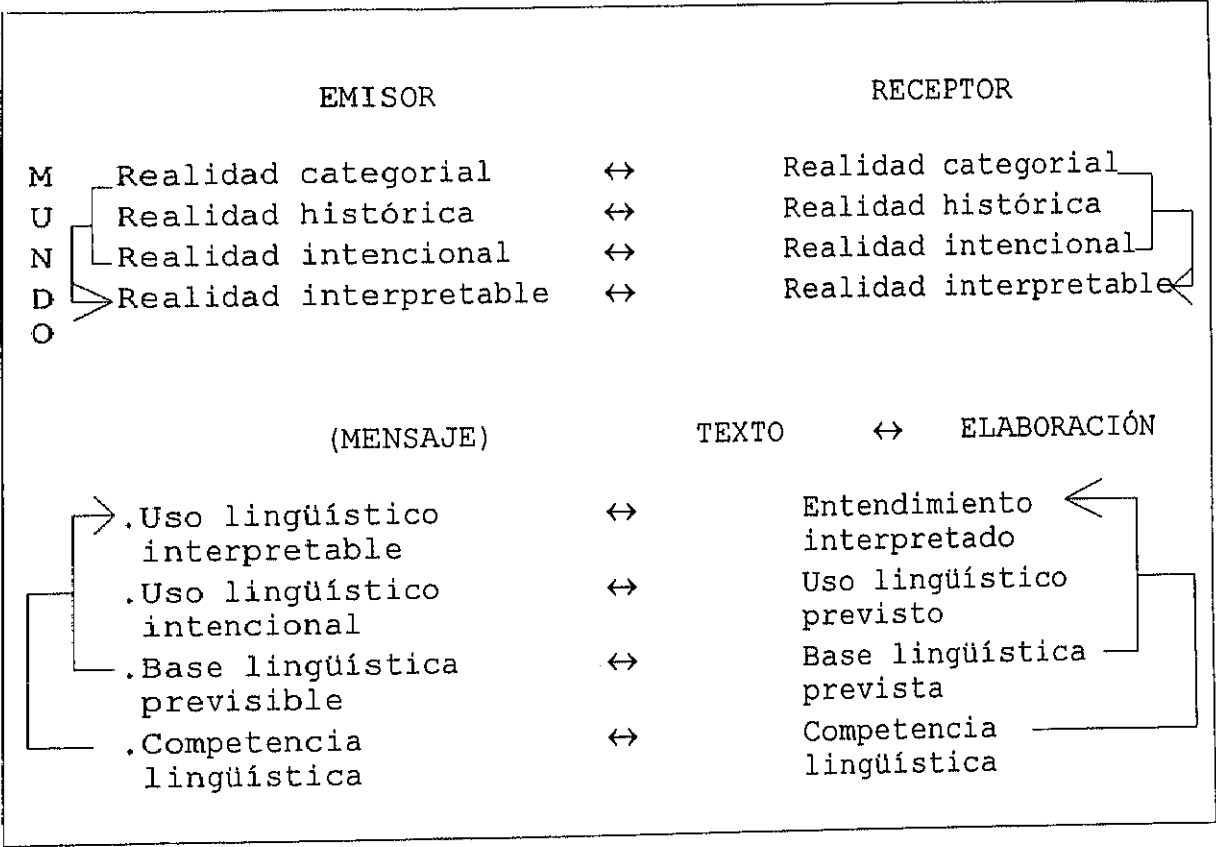 EMISOR RECEPTOR
M Realidad categorial ↔ Realidad categorial
U Realidad histórica ↔ Realidad histórica
N Realidad intencional ↔ Realidad intencional
D Realidad interpretable ↔ Realidad interpretable
O
(MENSAJE) TEXTO ↔ ELABORACIÓN
.Uso lingüístico ↔ Entendimiento
interpretable interpretado
.Uso lingüístico ↔ Uso lingüístico
intencional previsto
.Base lingüística ↔ Base lingüística
previsible prevista
.Competencia ↔ Competencia
lingüística lingüística